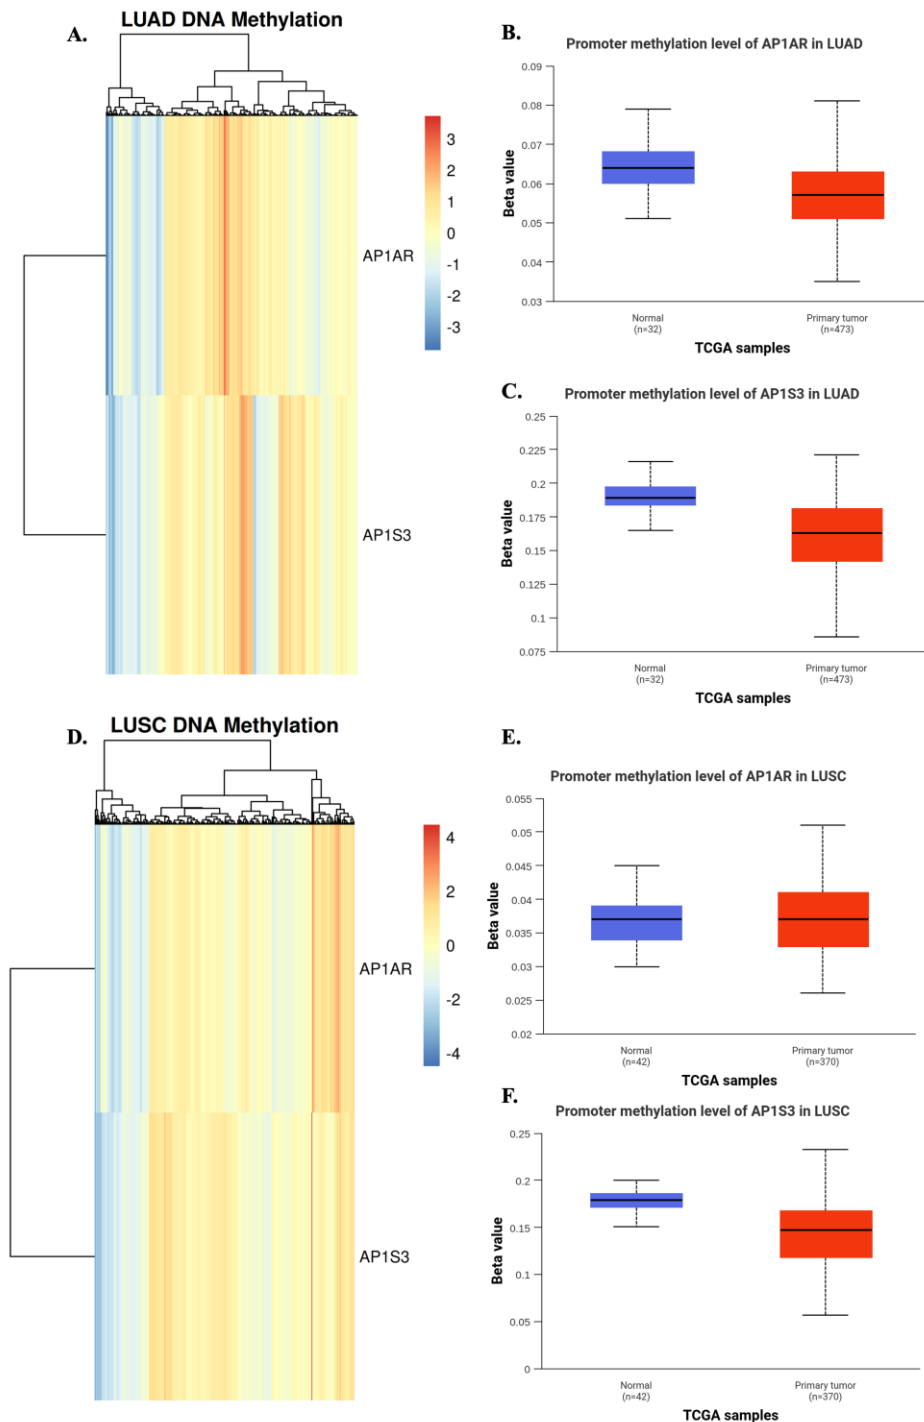 A.
LUAD DNA Methylation
3
2
1
0
-1
-2
-3
AP1AR
AP1S3
B.
Promoter methylation level of AP1AR in LUAD
Beta value
0.09
0.08
0.07
0.06
0.05
0.04
0.03
Normal
(n=32)
Primary tumor
(n=473)
TCGA samples
C.
Promoter methylation level of AP1S3 in LUAD
Beta value
0.25
0.225
0.2
0.175
0.15
0.125
0.1
0.075
Normal
(n=32)
Primary tumor
(n=473)
TCGA samples
D.
LUSC DNA Methylation
4
2
0
-2
-4
AP1AR
AP1S3
E.
Promoter methylation level of AP1AR in LUSC
Beta value
0.055
0.05
0.045
0.04
0.035
0.03
0.025
0.02
Normal
(n=42)
Primary tumor
(n=370)
TCGA samples
F.
Promoter methylation level of AP1S3 in LUSC
Beta value
0.25
0.2
0.15
0.1
0.05
0
Normal
(n=42)
Primary tumor
(n=370)
TCGA samples